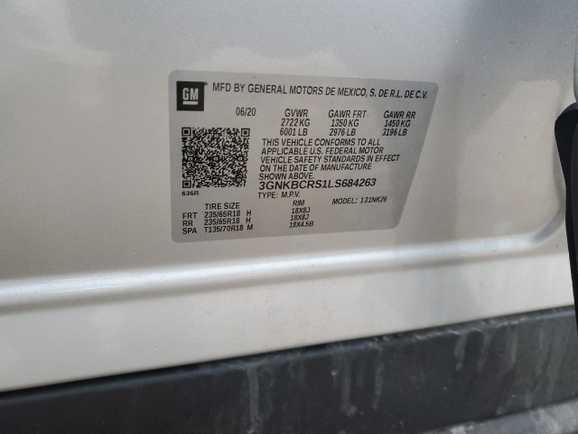 GM
MFD BY GENERAL MOTORS DE MEXICO, S. DE R.L. DE C.V.
06/20 GVWR GAWR FRT GAWR RR
2722 KG 1350 KG 1450 KG
6001 LB 2976 LB 3196 LB
THIS VEHICLE CONFORMS TO ALL
APPLICABLE U.S. FEDERAL MOTOR
VEHICLE SAFETY STANDARDS IN EFFECT
ON THE DATE OF MANUFACTURE
SHOWN ABOVE.
3GNKBCRS1LS684263
TYPE: M.P.V. MODEL: 131NK26
636R
TIRE SIZE RIM
FRT 235/65R18 H 18X8J
RR 235/65R18 H 18X8J
SPA T135/70R18 M 18X4.5B